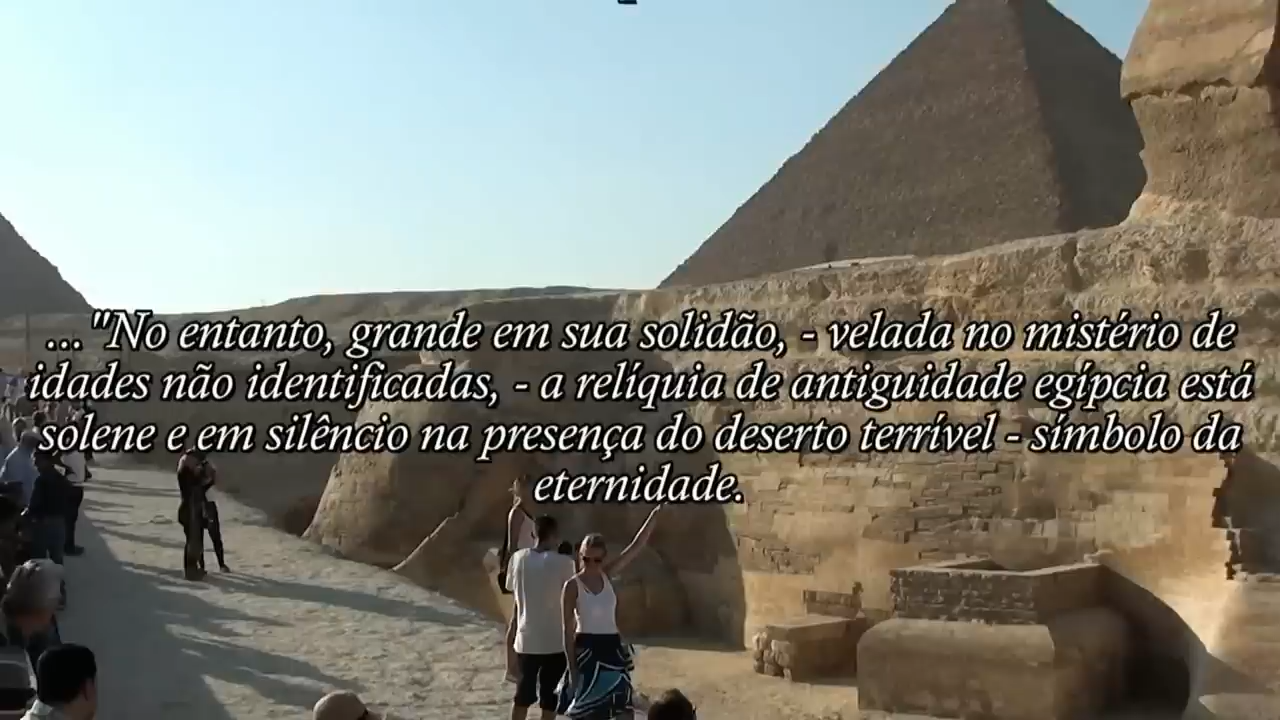 ... "No entanto, grande em sua solidão, - velada no mistério de
idades não identificadas, - a relíquia de antiguidade egípcia está
solene e em silêncio na presença do deserto terrível - símbolo da
eternidade.